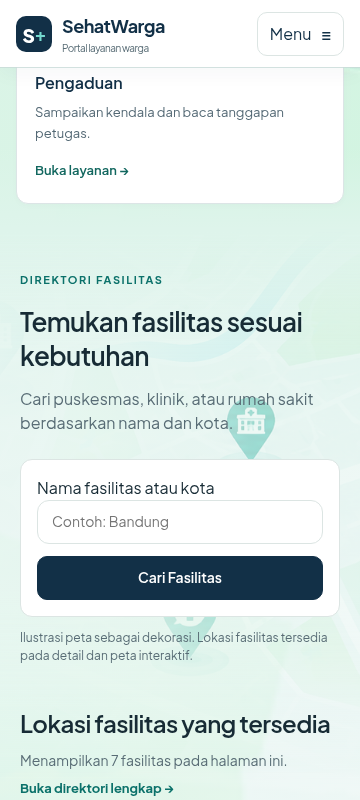 S+
SehatWarga
Portal layanan warga
Menu ≡
Pengaduan
Sampaikan kendala dan baca tanggapan
petugas.
Buka layanan →
DIREKTORI FASILITAS
Temukan fasilitas sesuai
kebutuhan
Cari puskesmas, klinik, atau rumah sakit
berdasarkan nama dan kota.
Nama fasilitas atau kota
Contoh: Bandung
Cari Fasilitas
Ilustrasi peta sebagai dekorasi. Lokasi fasilitas tersedia
pada detail dan peta interaktif.
Lokasi fasilitas yang tersedia
Menampilkan 7 fasilitas pada halaman ini.
Buka direktori lengkap →